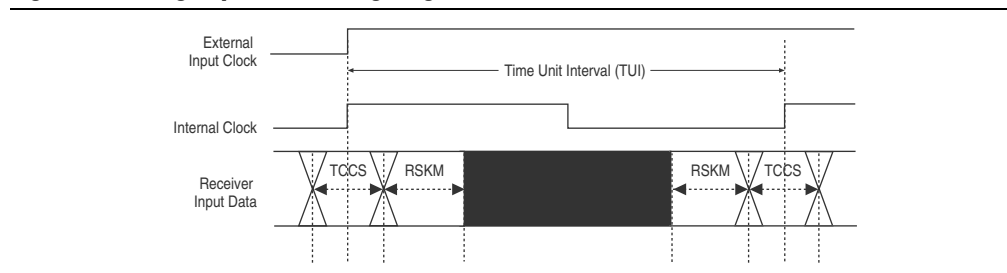 External
Input Clock
Time Unit Interval (TUI)
Internal Clock
Receiver
Input Data
TCCS
RSKM
RSKM
TCCS